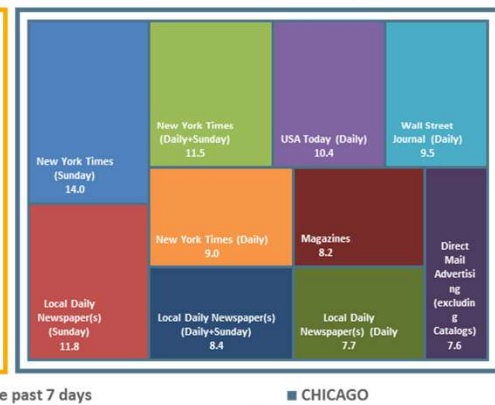 New York Times
(Sunday)
14.0
New York Times
(Daily+Sunday)
11.5
USA Today (Daily)
10.4
Wall Street
Journal (Daily)
9.5
Local Daily
Newspaper(s)
(Sunday)
11.8
New York Times (Daily)
9.0
Magazines
8.2
Direct
Mail
Advertisi
ng
(excludin
g
Catalogs)
7.6
Local Daily Newspaper(s)
(Daily+Sunday)
8.4
Local Daily
Newspaper(s) (Daily
7.7
e past 7 days
CHICAGO